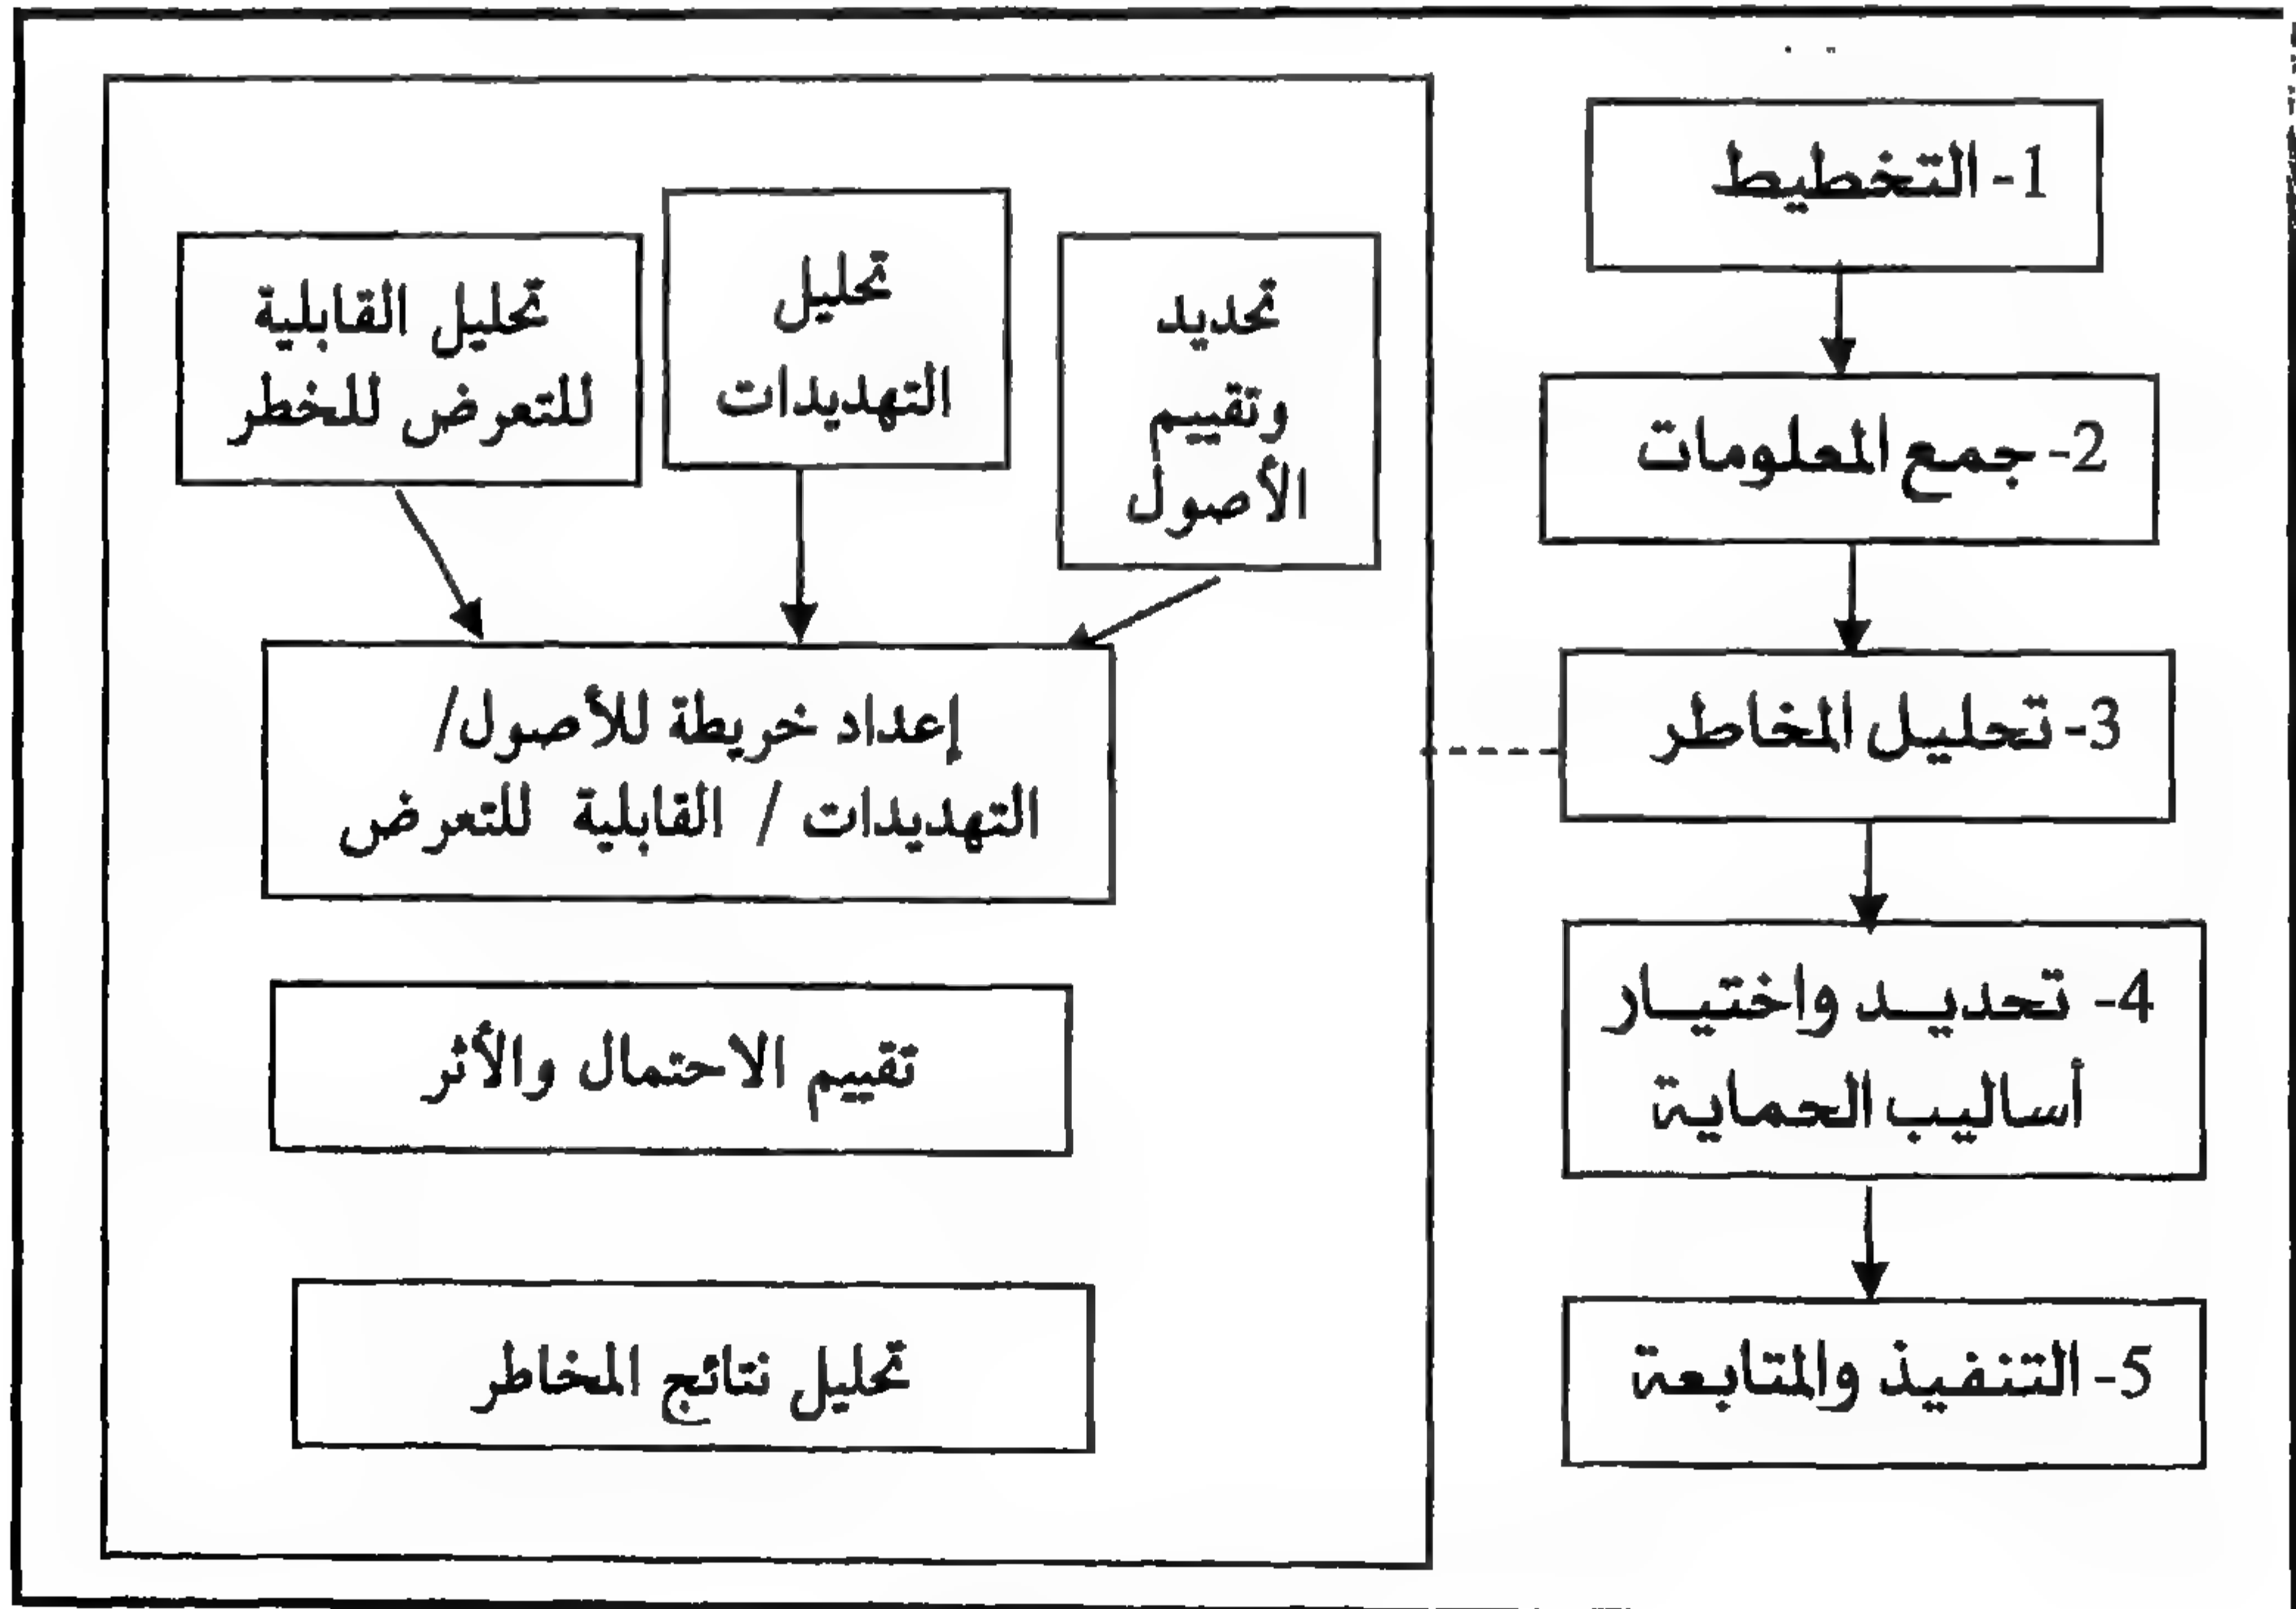 1- التخطيط
2- جمع المعلومات
3- تحليل المخاطر
4- تحديد واختيار
أساليب الحماية
5- التنفيذ والمتابعة
تحديد
وتقييم
الأصول
تحليل
التهديدات
تحليل القابلية
للتعرض للخطر
إعداد خريطة للأصول/
التهديدات / القابلية للتعرض
تقييم الاحتمال والأثر
تحليل نتائج المخاطر